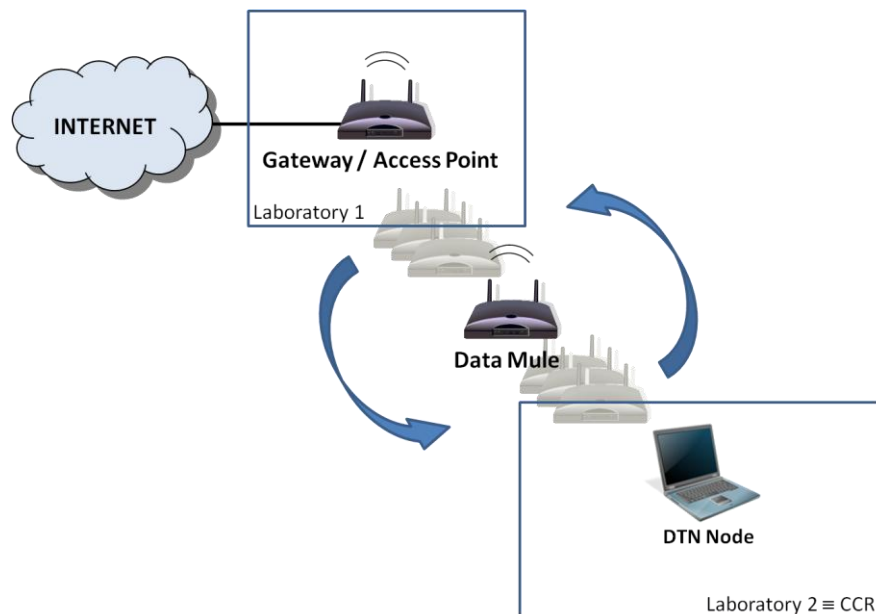 INTERNET
Gateway / Access Point
Laboratory 1
Data Mule
DTN Node
Laboratory 2 ≡ CCR